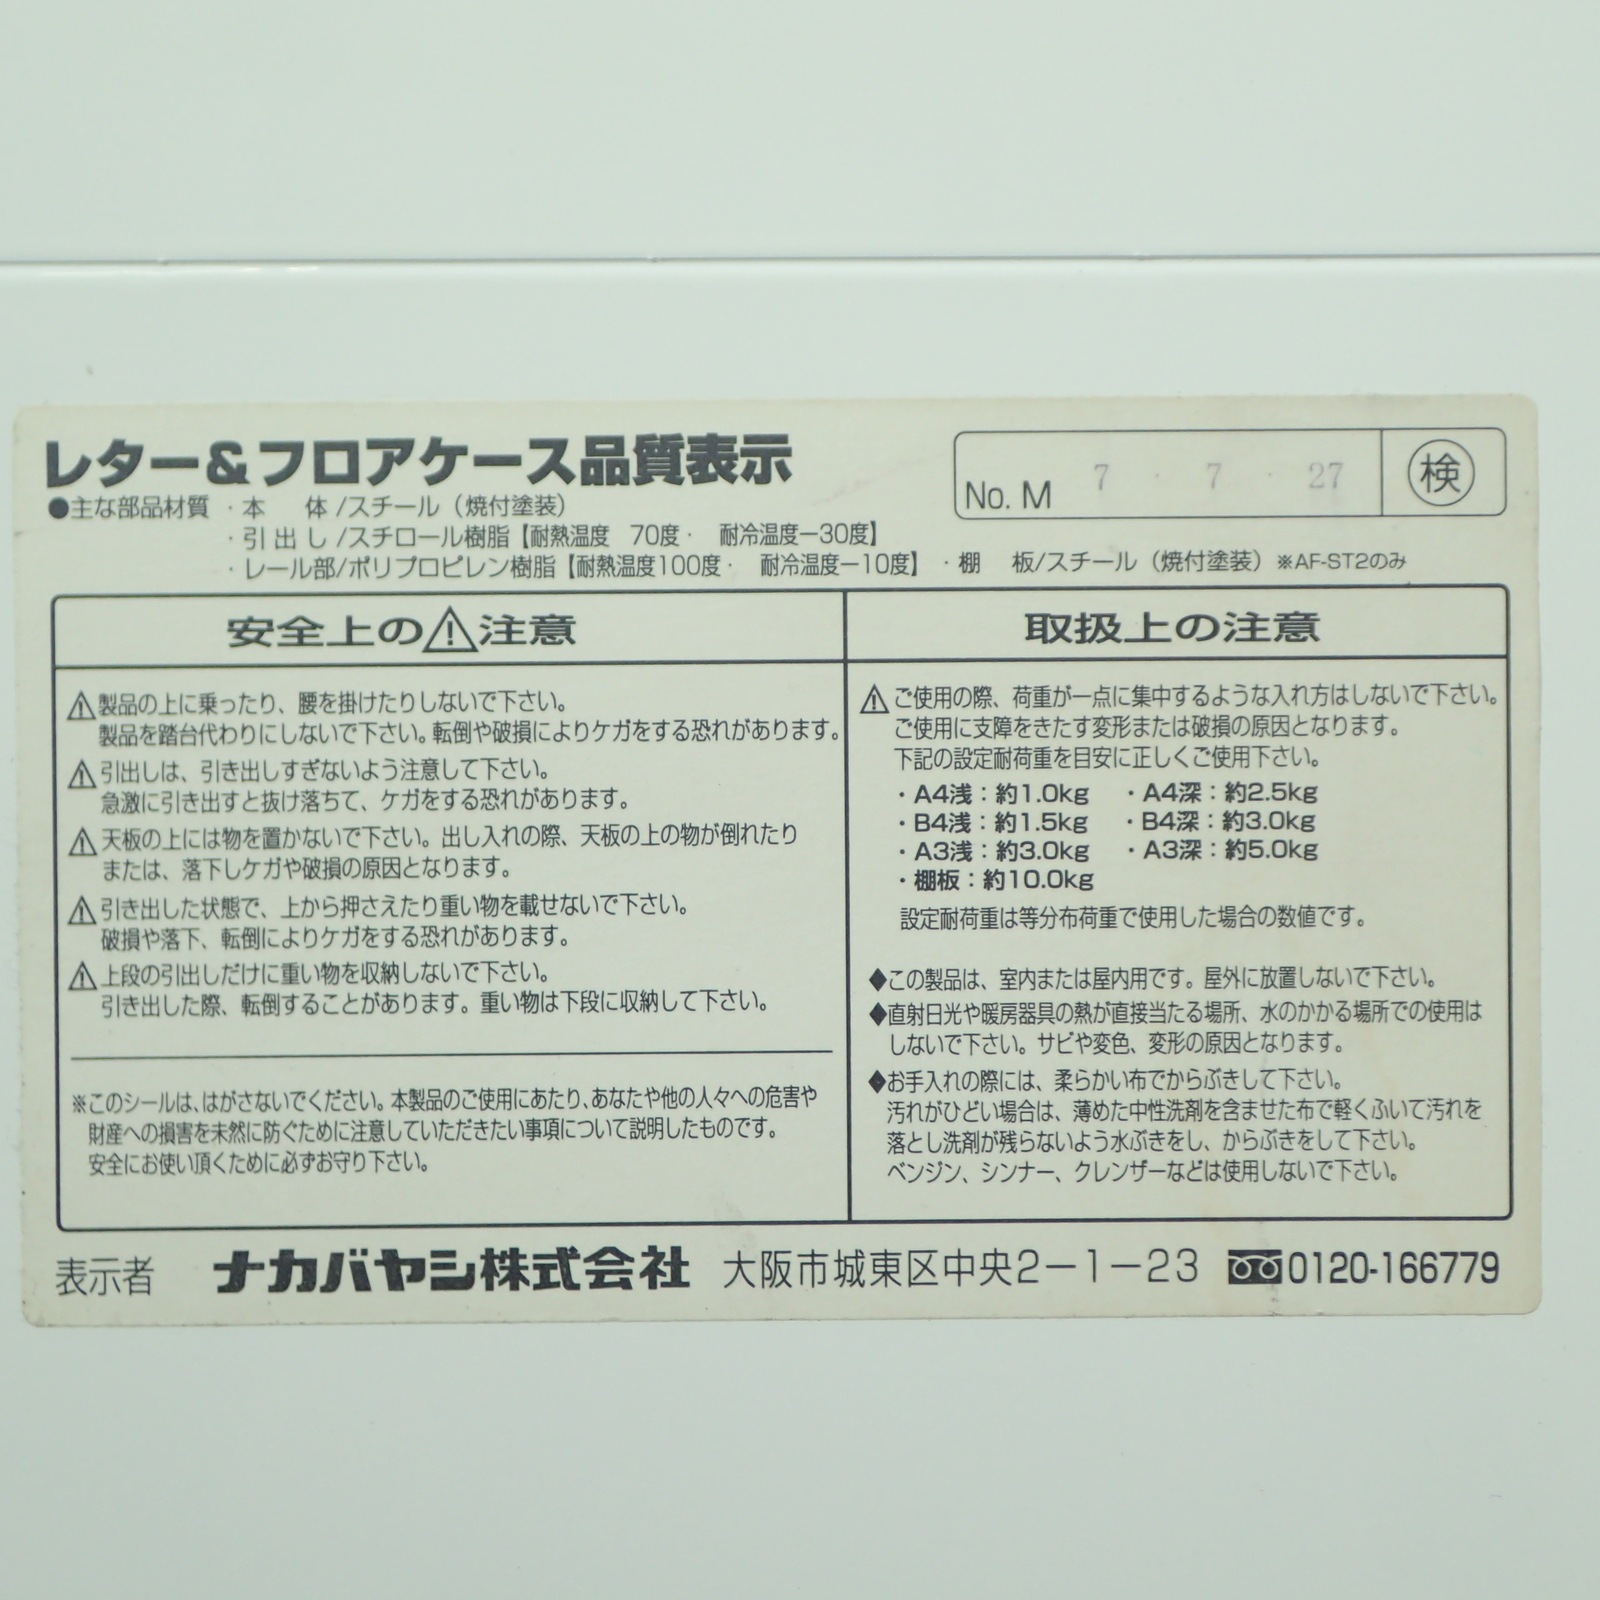 レター&フロアケース品質表示
No. M 7 · 7 · 27 検
●主な部品材質 ・本 体/スチール(焼付塗装)
・引出し/スチロール樹脂【耐熱温度 70度・ 耐冷温度−30度】
・レール部/ポリプロピレン樹脂【耐熱温度100度・ 耐冷温度−10度】 ・棚 板/スチール(焼付塗装)※AF-ST2のみ
安全上の⚠注意
⚠製品の上に乗ったり、腰を掛けたりしないで下さい。
製品を踏台代わりにしないで下さい。転倒や破損によりケガをする恐れがあります。
⚠引出しは、引き出しすぎないよう注意して下さい。
急激に引き出すと抜け落ちて、ケガをする恐れがあります。
⚠天板の上には物を置かないで下さい。出し入れの際、天板の上の物が倒れたり
または、落下しケガや破損の原因となります。
⚠引き出した状態で、上から押さえたり重い物を載せないで下さい。
破損や落下、転倒によりケガをする恐れがあります。
⚠上段の引出しだけに重い物を収納しないで下さい。
引き出した際、転倒することがあります。重い物は下段に収納して下さい。
※このシールは、はがさないでください。本製品のご使用にあたり、あなたや他の人々への危害や
財産への損害を未然に防ぐために注意していただきたい事項について説明したものです。
安全にお使い頂くために必ずお守り下さい。
取扱上の注意
⚠ご使用の際、荷重が一点に集中するような入れ方はしないで下さい。
ご使用に支障をきたす変形または破損の原因となります。
下記の設定耐荷重を目安に正しくご使用下さい。
・A4浅：約1.0kg ・A4深：約2.5kg
・B4浅：約1.5kg ・B4深：約3.0kg
・A3浅：約3.0kg ・A3深：約5.0kg
・棚板：約10.0kg
設定耐荷重は等分布荷重で使用した場合の数値です。
◆この製品は、室内または屋内用です。屋外に放置しないで下さい。
◆直射日光や暖房器具の熱が直接当たる場所、水のかかる場所での使用は
しないで下さい。サビや変色、変形の原因となります。
◆お手入れの際には、柔らかい布でからぶきして下さい。
汚れがひどい場合は、薄めた中性洗剤を含ませた布で軽くふいて汚れを
落とし洗剤が残らないよう水ぶきをし、からぶきをして下さい。
ベンジン、シンナー、クレンザーなどは使用しないで下さい。
表示者 ナカバヤシ株式会社 大阪市城東区中央2−1−23 0120-166779